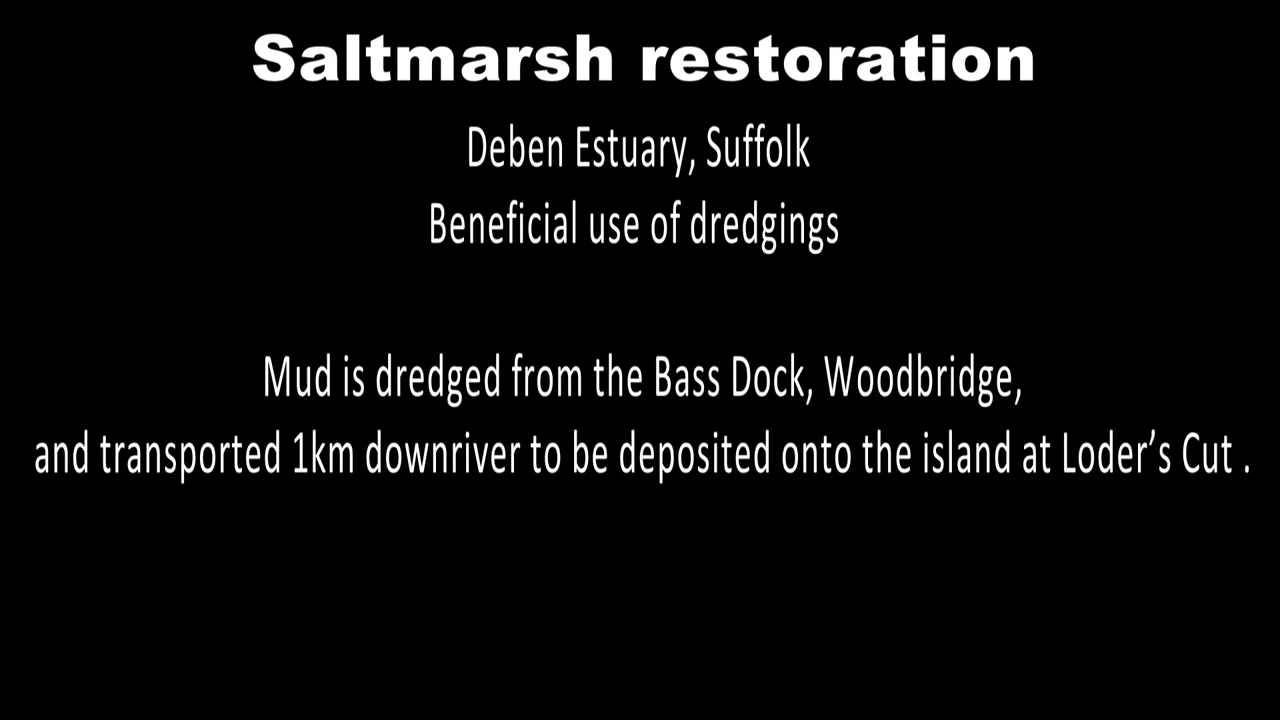 Saltmarsh restoration
Deben Estuary, Suffolk
Beneficial use of dredgings
Mud is dredged from the Bass Dock, Woodbridge,
and transported 1km downriver to be deposited onto the island at Loder’s Cut .